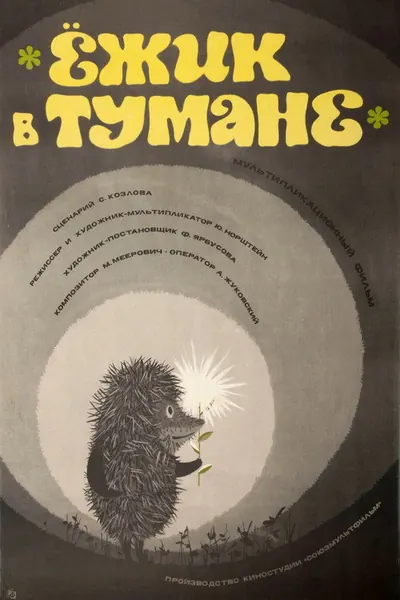 * ЁЖИК
В ТУМАНЕ *
МУЛЬТИПЛИКАЦИОННЫЙ ФИЛЬМ
СЦЕНАРИЙ С. КОЗЛОВА
РЕЖИССЕР И ХУДОЖНИК-МУЛЬТИПЛИКАТОР Ю. НОРШТЕЙН
ХУДОЖНИК-ПОСТАНОВЩИК Ф. ЯРБУСОВА
КОМПОЗИТОР М. МЕЕРОВИЧ · ОПЕРАТОР А. ЖУКОВСКИЙ
ПРОИЗВОДСТВО КИНОСТУДИИ «СОЮЗМУЛЬТФИЛЬМ»